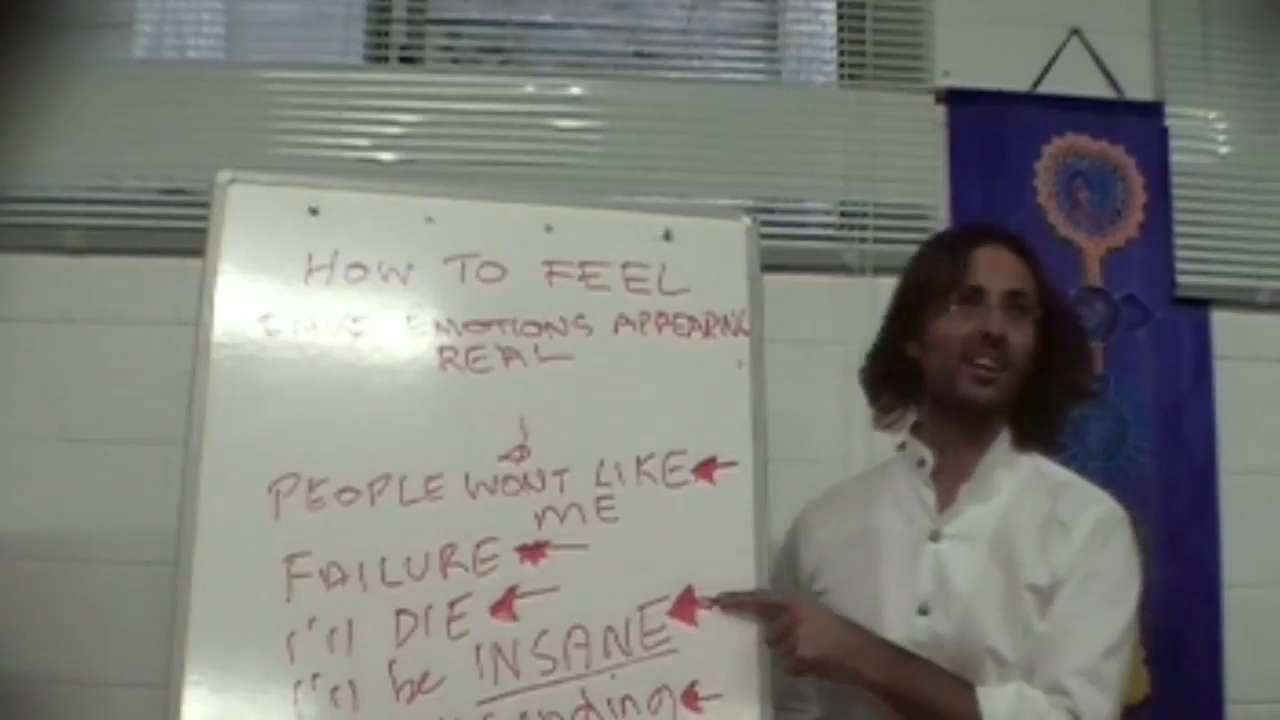 HOW TO FEEL
EMOTIONS APPEARING
REAL
PEOPLE WONT LIKE
ME
FAILURE
I'll DIE
I'll be INSANE